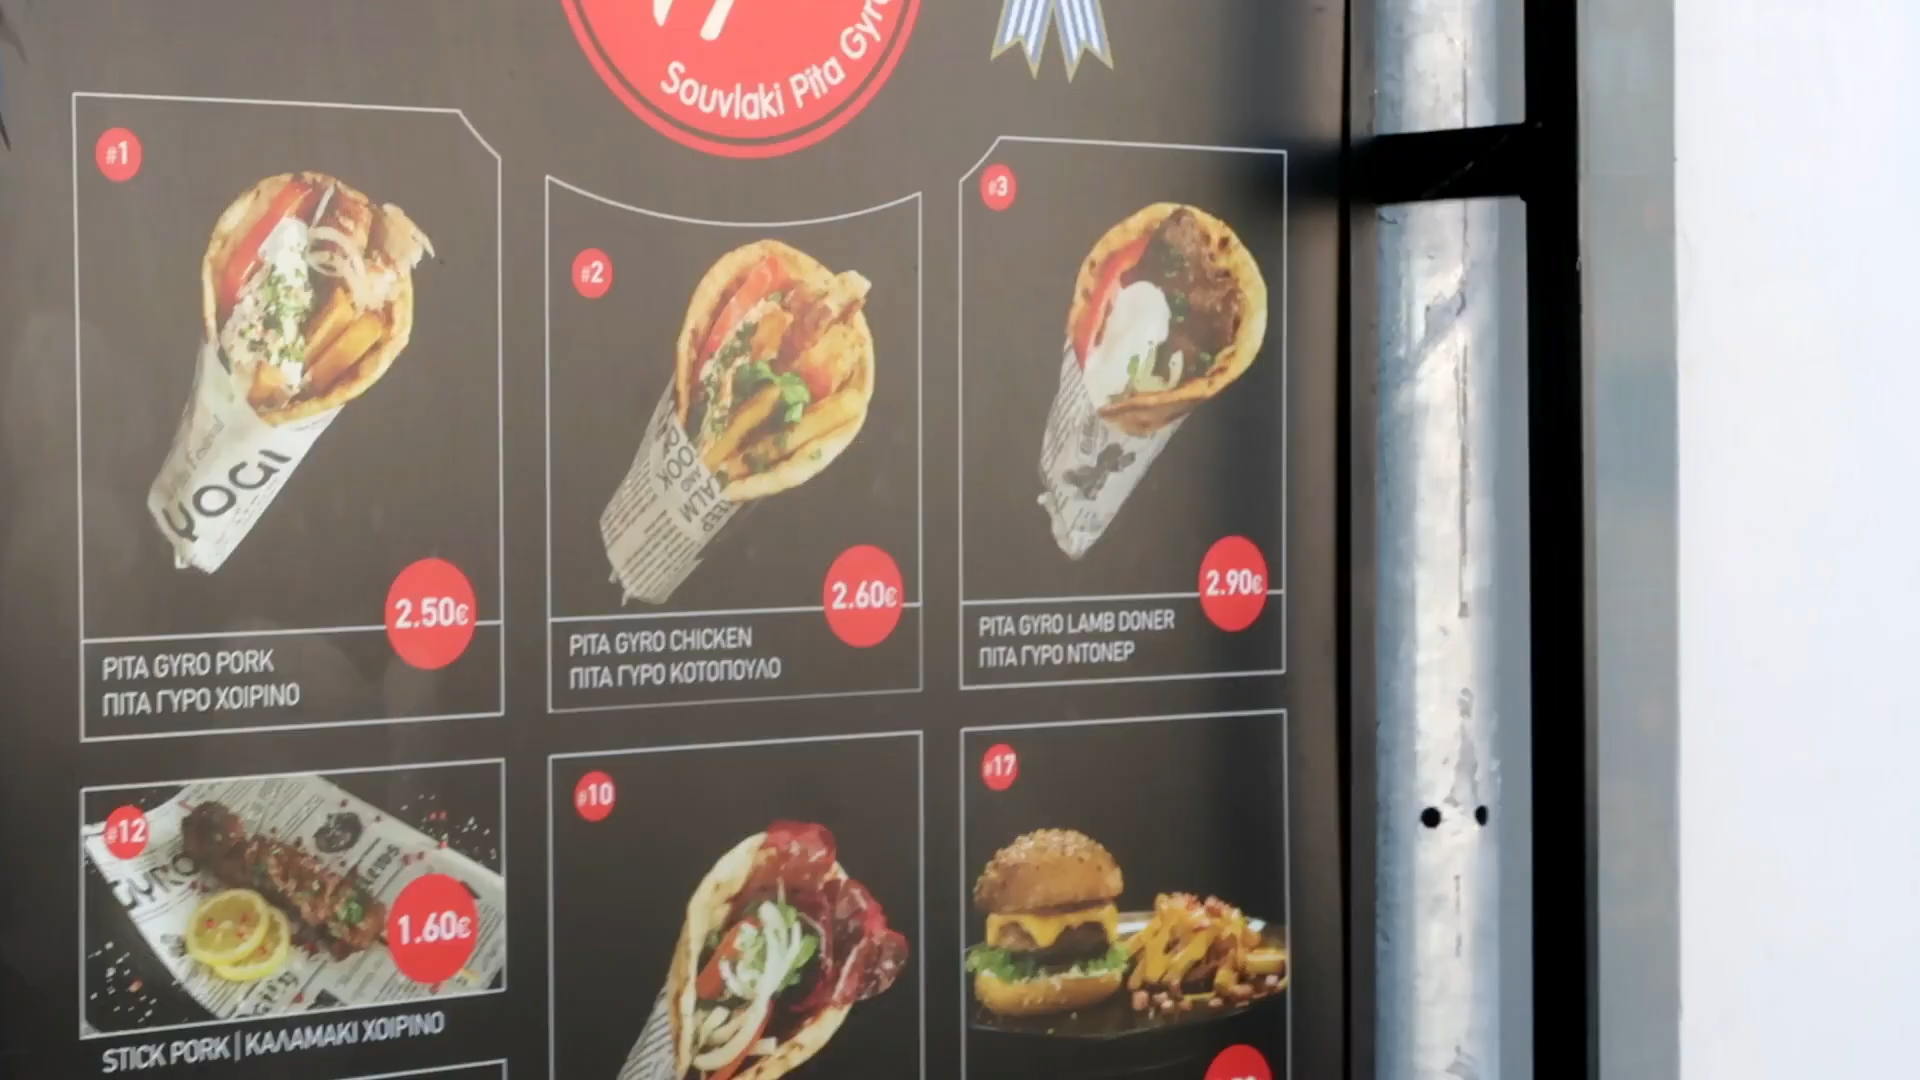 Souvlaki Pita Gyro
#1
YOGI
2.50€
PITA GYRO PORK
ΠΙΤΑ ΓΥΡΟ ΧΟΙΡΙΝΟ
#2
2.60€
PITA GYRO CHICKEN
ΠΙΤΑ ΓΥΡΟ ΚΟΤΟΠΟΥΛΟ
#3
2.90€
PITA GYRO LAMB DONER
ΠΙΤΑ ΓΥΡΟ ΝΤΟΝΕΡ
#12
GYRO
1.60€
STICK PORK | ΚΑΛΑΜΑΚΙ ΧΟΙΡΙΝΟ
#10
#17